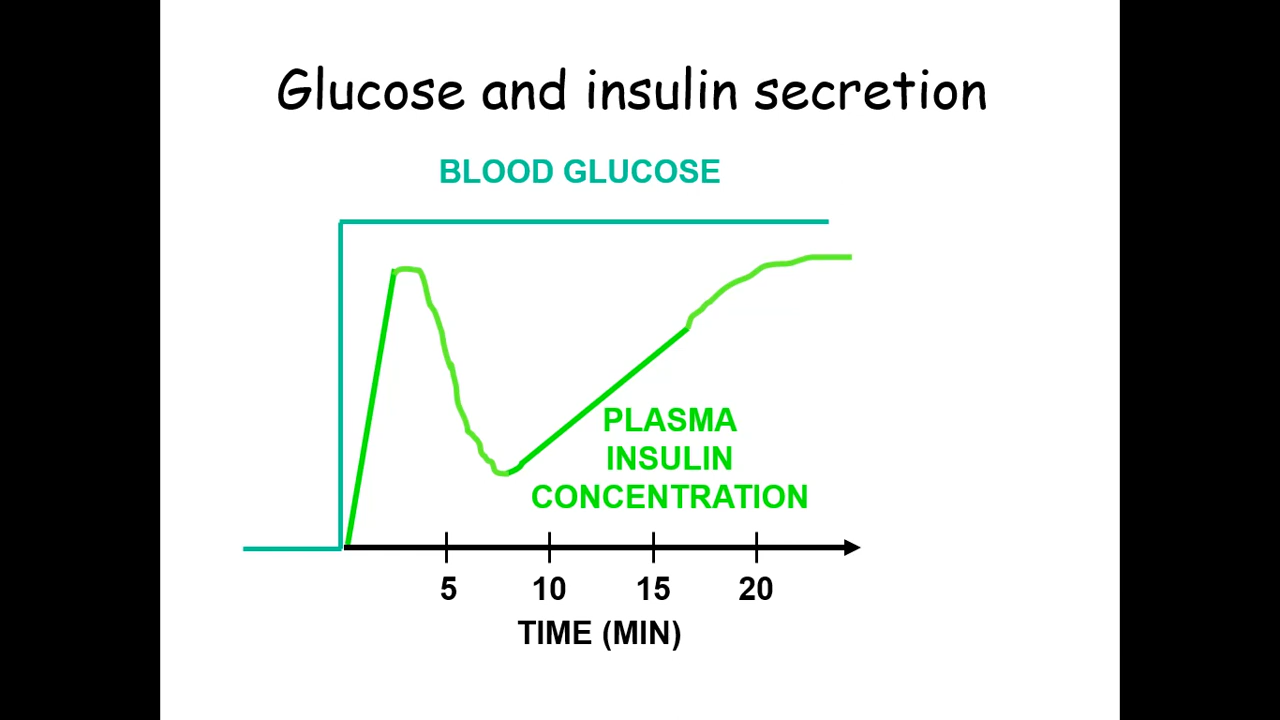 Glucose and insulin secretion
BLOOD GLUCOSE
PLASMA
INSULIN
CONCENTRATION
5 10 15 20
TIME (MIN)